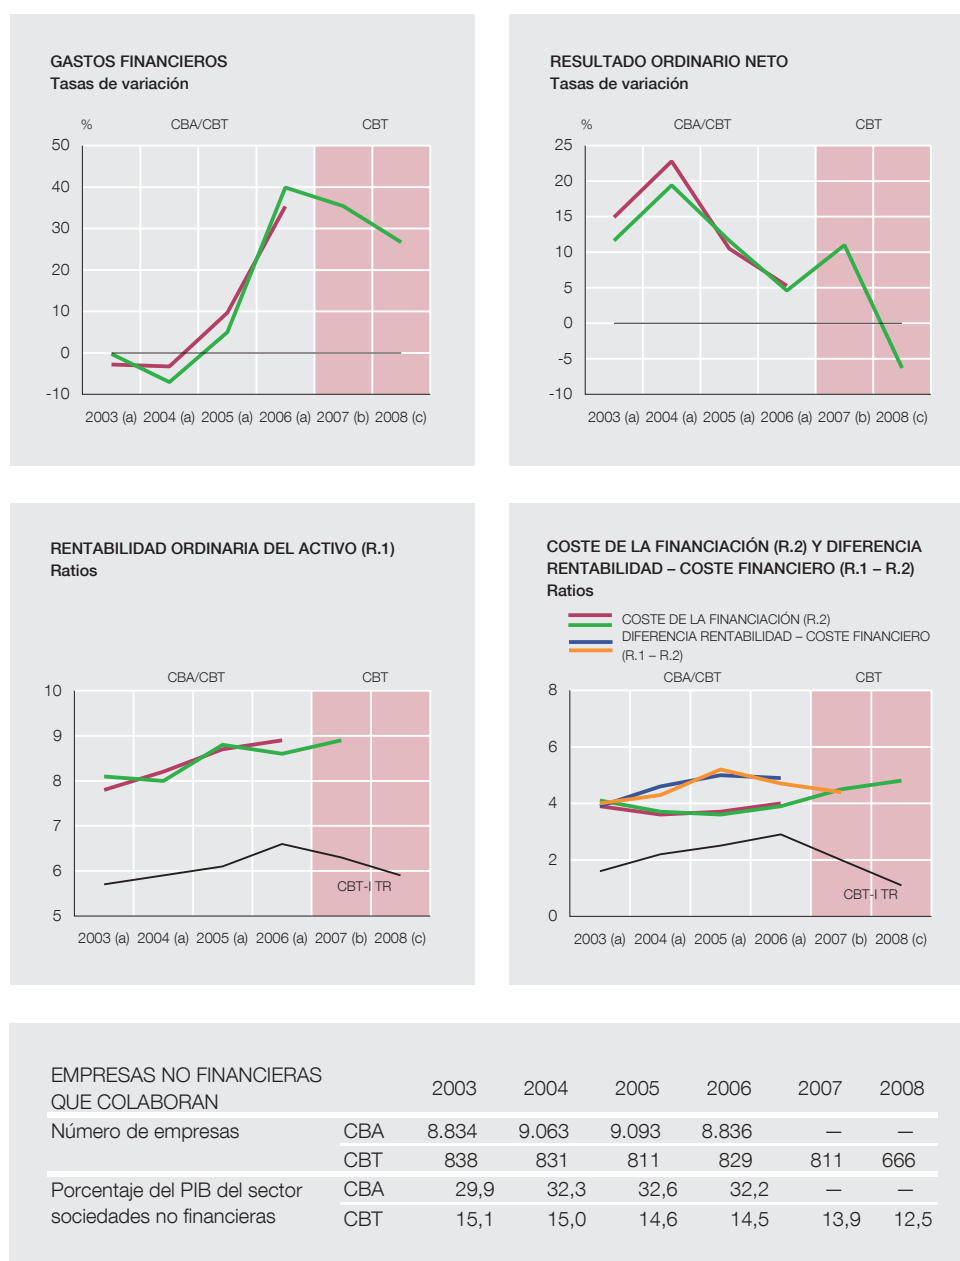 GASTOS FINANCIEROS
Tasas de variación
% CBA/CBT CBT
50
40
30
20
10
0
-10
2003 (a) 2004 (a) 2005 (a) 2006 (a) 2007 (b) 2008 (c)
RESULTADO ORDINARIO NETO
Tasas de variación
% CBA/CBT CBT
25
20
15
10
5
0
-5
-10
2003 (a) 2004 (a) 2005 (a) 2006 (a) 2007 (b) 2008 (c)
RENTABILIDAD ORDINARIA DEL ACTIVO (R.1)
Ratios
CBA/CBT CBT
10
9
8
7
6
5
CBT-I TR
2003 (a) 2004 (a) 2005 (a) 2006 (a) 2007 (b) 2008 (c)
COSTE DE LA FINANCIACIÓN (R.2) Y DIFERENCIA
RENTABILIDAD – COSTE FINANCIERO (R.1 – R.2)
Ratios
COSTE DE LA FINANCIACIÓN (R.2)
DIFERENCIA RENTABILIDAD – COSTE FINANCIERO
(R.1 – R.2)
CBA/CBT CBT
8
6
4
2
0
CBT-I TR
2003 (a) 2004 (a) 2005 (a) 2006 (a) 2007 (b) 2008 (c)
EMPRESAS NO FINANCIERAS
QUE COLABORAN 2003 2004 2005 2006 2007 2008
Número de empresas CBA 8.834 9.063 9.093 8.836 — —
CBT 838 831 811 829 811 666
Porcentaje del PIB del sector CBA 29,9 32,3 32,6 32,2 — —
sociedades no financieras CBT 15,1 15,0 14,6 14,5 13,9 12,5